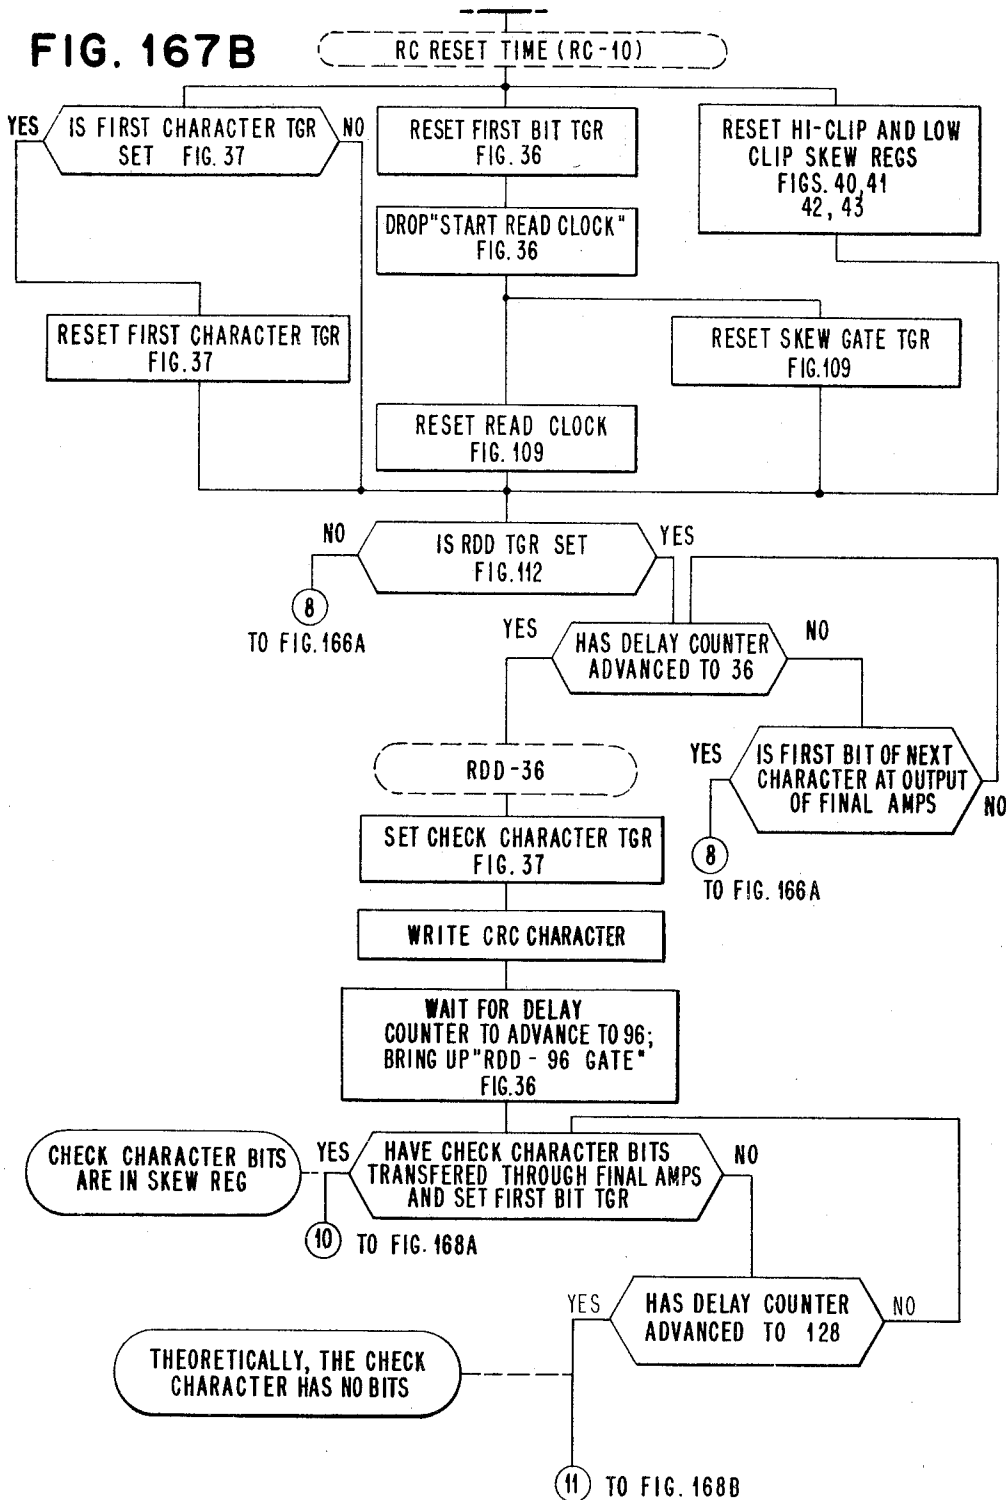 FIG. 167B
RC RESET TIME (RC-10)
YES
IS FIRST CHARACTER TGR
SET FIG. 37
NO
RESET FIRST BIT TGR
FIG. 36
RESET HI-CLIP AND LOW
CLIP SKEW REGS
FIGS. 40,41
42, 43
DROP "START READ CLOCK"
FIG. 36
RESET FIRST CHARACTER TGR
FIG. 37
RESET SKEW GATE TGR
FIG.109
RESET READ CLOCK
FIG. 109
NO
IS RDD TGR SET
FIG.112
YES
8
TO FIG.166A
YES
HAS DELAY COUNTER
ADVANCED TO 36
NO
RDD-36
YES
IS FIRST BIT OF NEXT
CHARACTER AT OUTPUT
OF FINAL AMPS
NO
8
TO FIG. 166A
SET CHECK CHARACTER TGR
FIG. 37
WRITE CRC CHARACTER
WAIT FOR DELAY
COUNTER TO ADVANCE TO 96;
BRING UP "RDD - 96 GATE"
FIG.36
CHECK CHARACTER BITS
ARE IN SKEW REG
YES
HAVE CHECK CHARACTER BITS
TRANSFERED THROUGH FINAL AMPS
AND SET FIRST BIT TGR
NO
10 TO FIG. 168A
YES
HAS DELAY COUNTER
ADVANCED TO 128
NO
THEORETICALLY, THE CHECK
CHARACTER HAS NO BITS
11 TO FIG. 168B